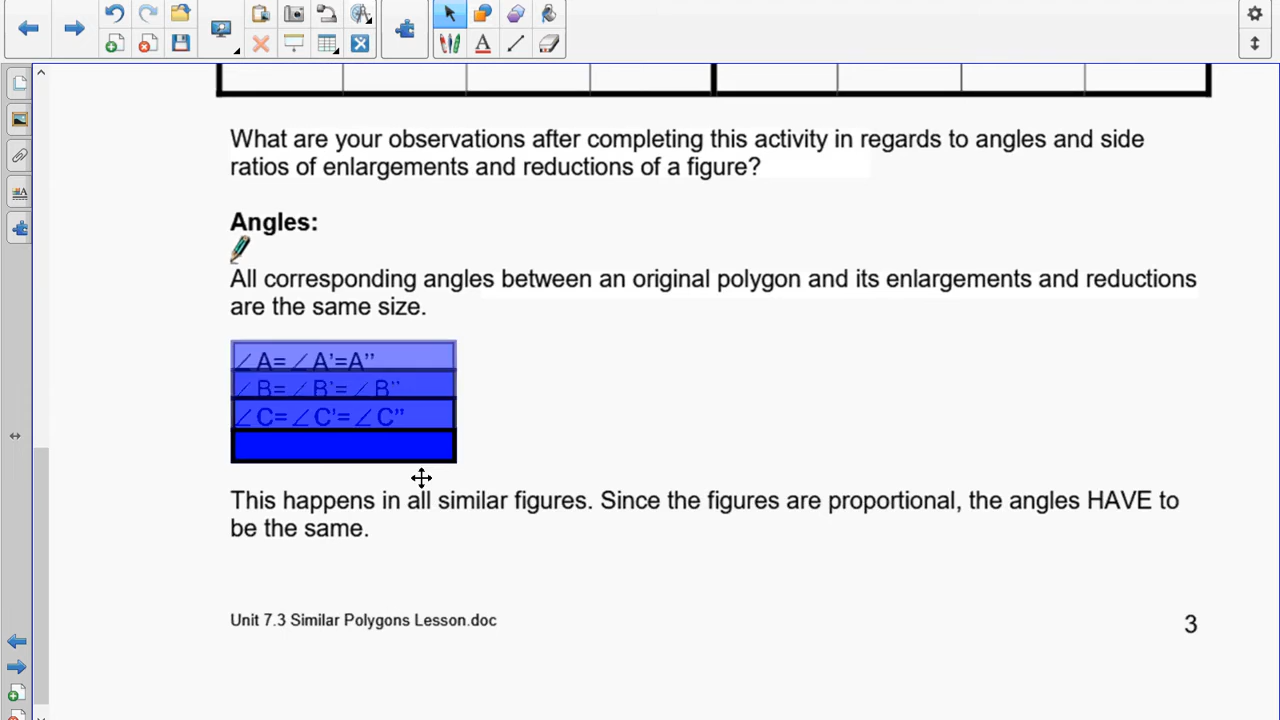 What are your observations after completing this activity in regards to angles and side
ratios of enlargements and reductions of a figure?
Angles:
All corresponding angles between an original polygon and its enlargements and reductions
are the same size.
∠A=∠A'=A''
∠B=∠B'=∠B''
∠C=∠C'=∠C''
This happens in all similar figures. Since the figures are proportional, the angles HAVE to
be the same.
Unit 7.3 Similar Polygons Lesson.doc
3